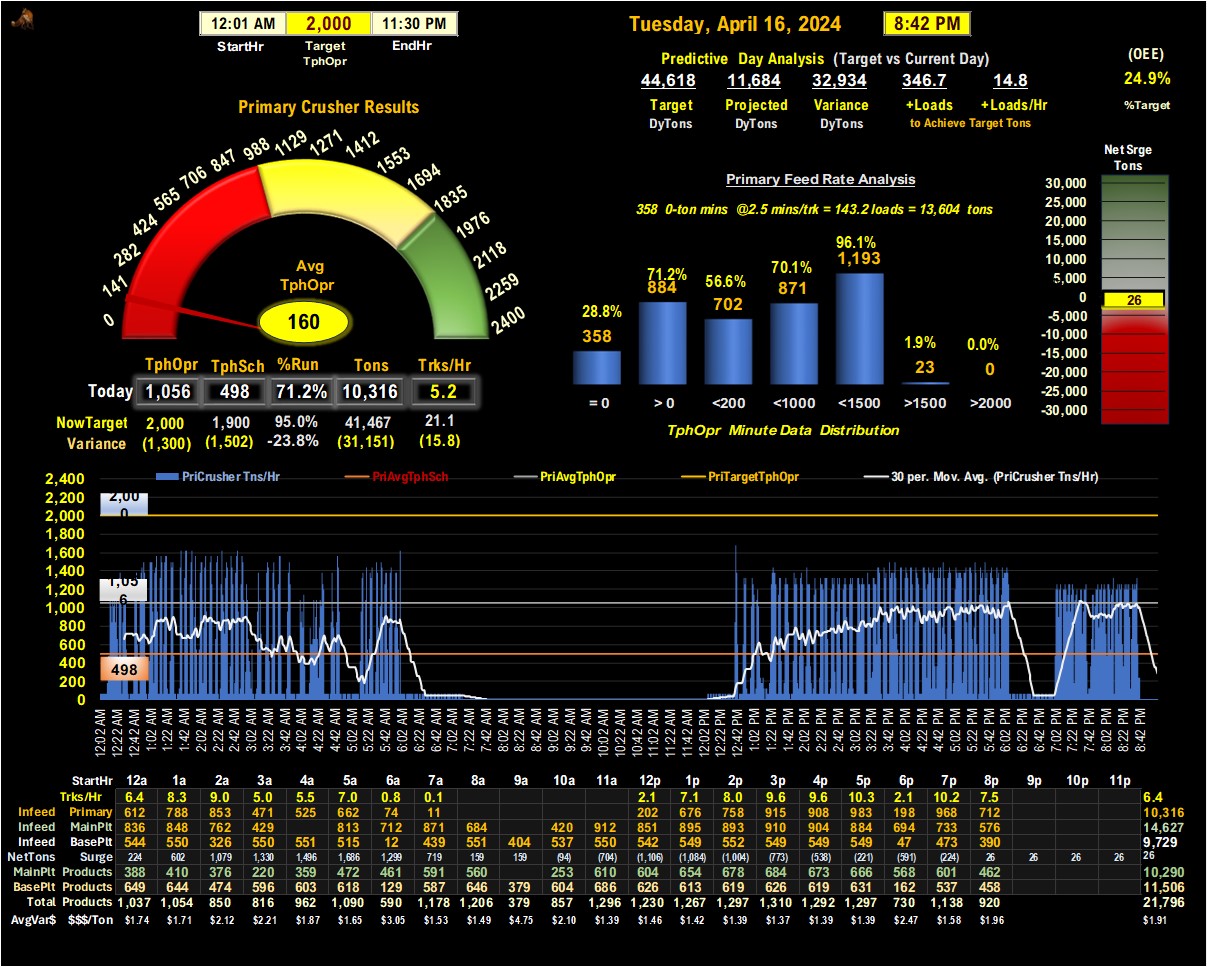 12:01 AM 2,000 11:30 PM
StartHr Target EndHr
TphOpr
Tuesday, April 16, 2024 8:42 PM
Predictive Day Analysis (Target vs Current Day)
44,618 11,684 32,934 346.7 14.8
Target Projected Variance +Loads +Loads/Hr
DyTons DyTons DyTons to Achieve Target Tons
(OEE)
24.9%
%Target
Primary Crusher Results
0 141 282 424 565 706 847 988 1129 1271 1412 1553 1694 1835 1976 2118 2259 2400
Avg
TphOpr
160
TphOpr TphSch %Run Tons Trks/Hr
Today 1,056 498 71.2% 10,316 5.2
NowTarget 2,000 1,900 95.0% 41,467 21.1
Variance (1,300) (1,502) -23.8% (31,151) (15.8)
Primary Feed Rate Analysis
358 0-ton mins @2.5 mins/trk = 143.2 loads = 13,604 tons
28.8% 71.2% 56.6% 70.1% 96.1% 1.9% 0.0%
358 884 702 871 1,193 23 0
= 0 > 0 <200 <1000 <1500 >1500 >2000
TphOpr Minute Data Distribution
Net Srge
Tons
30,000
25,000
20,000
15,000
10,000
5,000
0 26
-5,000
-10,000
-15,000
-20,000
-25,000
-30,000
PriCrusher Tns/Hr PriAvgTphSch PriAvgTphOpr PriTargetTphOpr 30 per. Mov. Avg. (PriCrusher Tns/Hr)
2,400
2,200
2,000
1,800
1,600
1,400
1,200
1,000
800
600
400
200
0
2,00
0
1,05
6
498
12:02 AM 12:22 AM 12:42 AM 1:02 AM 1:22 AM 1:42 AM 2:02 AM 2:22 AM 2:42 AM 3:02 AM 3:22 AM 3:42 AM 4:02 AM 4:22 AM 4:42 AM 5:02 AM 5:22 AM 5:42 AM 6:02 AM 6:22 AM 6:42 AM 7:02 AM 7:22 AM 7:42 AM 8:02 AM 8:22 AM 8:42 AM 9:02 AM 9:22 AM 9:42 AM 10:02 AM 10:22 AM 10:42 AM 11:02 AM 11:22 AM 11:42 AM 12:02 PM 12:22 PM 12:42 PM 1:02 PM 1:22 PM 1:42 PM 2:02 PM 2:22 PM 2:42 PM 3:02 PM 3:22 PM 3:42 PM 4:02 PM 4:22 PM 4:42 PM 5:02 PM 5:22 PM 5:42 PM 6:02 PM 6:22 PM 6:42 PM 7:02 PM 7:22 PM 7:42 PM 8:02 PM 8:22 PM 8:42 PM
StartHr 12a 1a 2a 3a 4a 5a 6a 7a 8a 9a 10a 11a 12p 1p 2p 3p 4p 5p 6p 7p 8p 9p 10p 11p
Trks/Hr 6.4 8.3 9.0 5.0 5.5 7.0 0.8 0.1 2.1 7.1 8.0 9.6 9.6 10.3 2.1 10.2 7.5 6.4
Infeed Primary 612 788 853 471 525 662 74 11 202 676 758 915 908 983 198 968 712 10,316
Infeed MainPlt 836 848 762 429 813 712 871 684 420 912 851 895 893 910 904 884 694 733 576 14,627
Infeed BasePlt 544 550 326 550 551 515 12 439 551 404 537 550 542 549 549 540 549 549 47 473 390 9,729
NetTons Surge 224 602 1,079 1,330 1,496 1,686 1,299 719 159 159 (94) (704) (1,106) (1,084) (1,004) (773) (538) (221) (591) (224) 26 26 26 26 26
MainPlt Products 388 410 376 220 359 472 461 591 560 253 610 604 654 678 684 673 666 568 601 462 10,290
BasePlt Products 649 644 474 596 603 618 129 587 646 379 604 686 626 613 619 626 619 631 162 537 458 11,506
Total Products 1,037 1,054 850 816 962 1,090 590 1,178 1,206 379 857 1,296 1,230 1,267 1,297 1,310 1,292 1,297 730 1,138 920 21,796
AvgVar$ $$$/Ton $1.74 $1.71 $2.12 $2.21 $1.87 $1.65 $3.05 $1.53 $1.49 $4.75 $2.10 $1.39 $1.46 $1.42 $1.39 $1.37 $1.39 $1.39 $2.47 $1.58 $1.96 $1.91